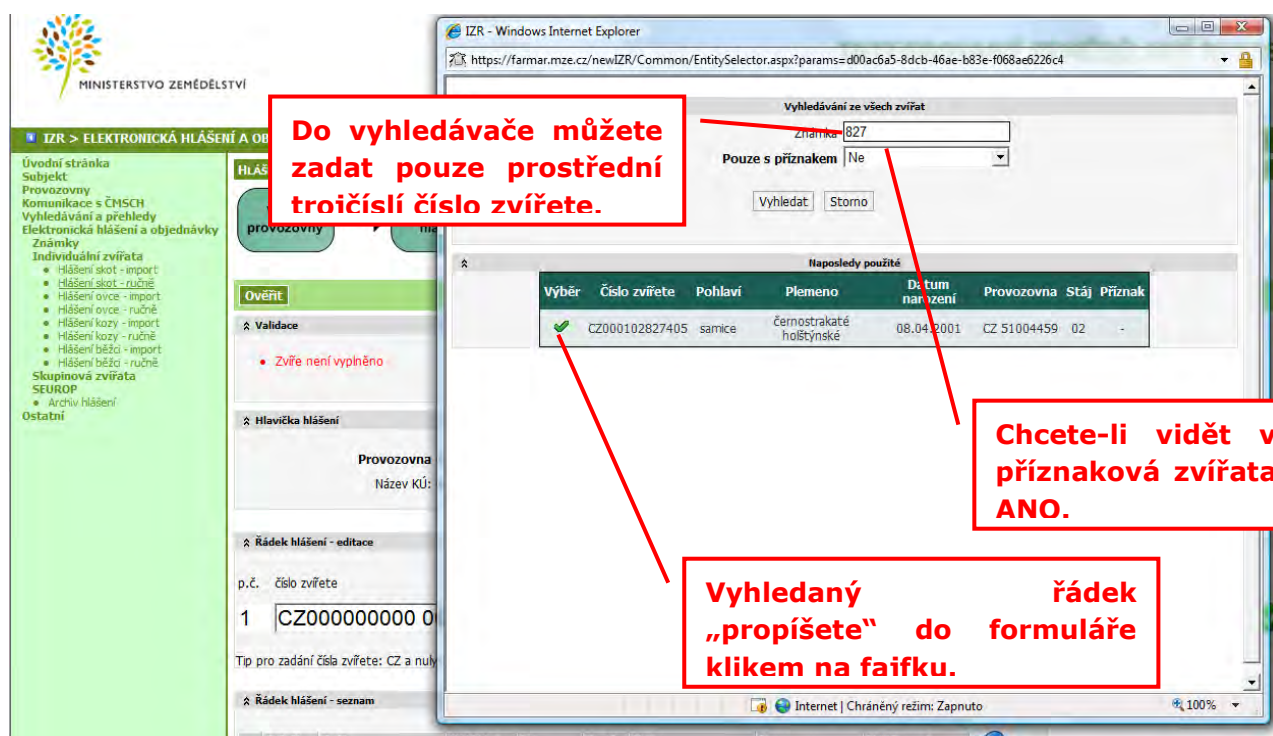 MINISTERSTVO ZEMĚDĚLSTVÍ
IZR > ELEKTRONICKÁ HLÁŠENÍ A OB
Úvodní stránka
Subjekt
Provozovny
Komunikace s ČMSCH
Vyhledávání a přehledy
Elektronická hlášení a objednávky
Známky
Individuální zvířata
Hlášení skot - import
Hlášení skot - ručně
Hlášení ovce - import
Hlášení ovce - ručně
Hlášení kozy - import
Hlášení kozy - ručně
Hlášení běžci - import
Hlášení běžci - ručně
Skupinová zvířata
SEUROP
Archiv hlášení
Ostatní
HLÁŠ
provozovny
Ověřit
Validace
Zvíře není vyplněno
Hlavička hlášení
Provozovna
Název KÚ:
Řádek hlášení - editace
p.č. číslo zvířete
1 CZ000000000 0
Tip pro zadání čísla zvířete: CZ a nuly
Řádek hlášení - seznam
IZR - Windows Internet Explorer
https://farmar.mze.cz/newIZR/Common/EntitySelector.aspx?params=d00ac6a5-8dcb-46ae-b83e-f068ae6226c4
Vyhledávání ze všech zvířat
Známka 827
Pouze s příznakem Ne
Vyhledat Storno
Naposledy použité
Výběr Číslo zvířete Pohlaví Plemeno Datum narození Provozovna Stáj Příznak
CZ000102827405 samice černostrakaté holštýnské 08.04.2001 CZ 51004459 02 -
Do vyhledávače můžete
zadat pouze prostřední
trojčíslí číslo zvířete.
Chcete-li vidět v
příznaková zvířata
ANO.
Vyhledaný řádek
„propíšete“ do formuláře
klikem na fajfku.
Internet | Chráněný režim: Zapnuto
100%